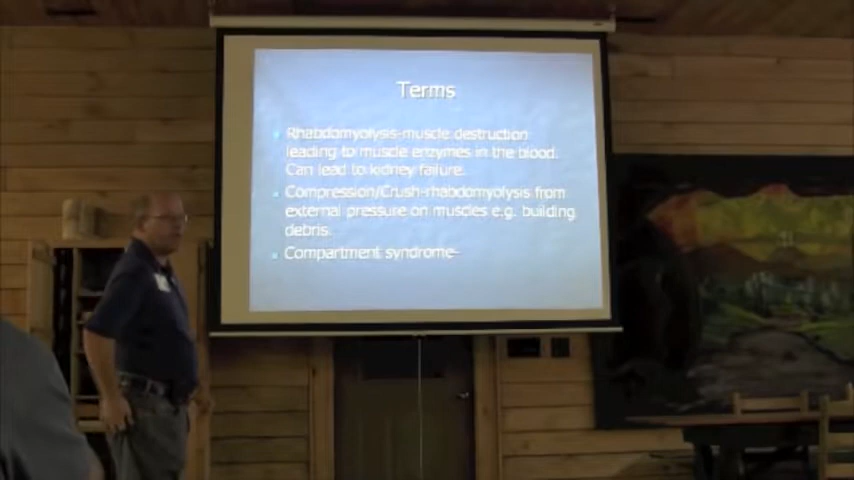 Terms
Rhabdomyolysis-muscle destruction
leading to muscle enzymes in the blood.
Can lead to kidney failure.
Compression/Crush-rhabdomyolysis from
external pressure on muscles e.g. building
debris.
Compartment syndrome-